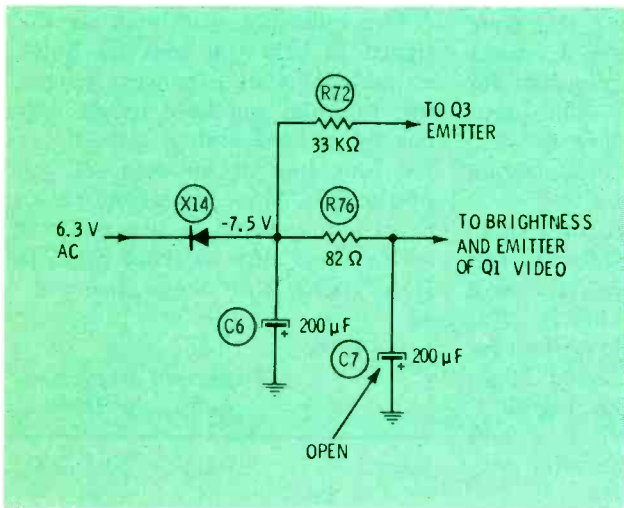 R72
TO Q3
EMITTER
33 KΩ
X14
6.3 V
AC
-7.5 V
R76
82 Ω
TO BRIGHTNESS
AND EMITTER
OF Q1 VIDEO
C6
+
200 µF
C7
+
200 µF
OPEN